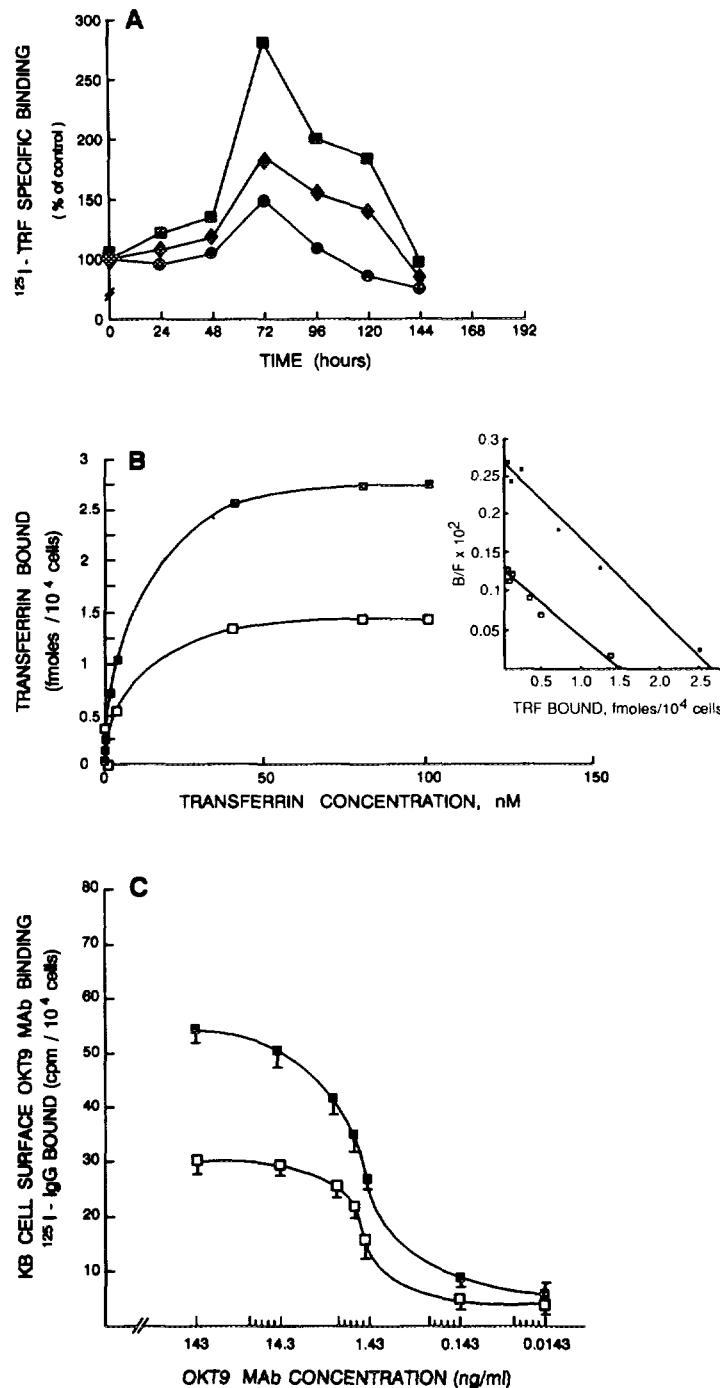 A
¹²⁵I - TRF SPECIFIC BINDING
( % of control )
300
250
200
150
100
50
0
0 24 48 72 96 120 144 168 192
TIME (hours)
B
TRANSFERRIN BOUND
(fmoles /10⁴ cells)
3
2.5
2
1.5
1
0.5
0
0 50 100 150
TRANSFERRIN CONCENTRATION, nM
B/F x 10²
0.3
0.25
0.2
0.15
0.1
0.05
0.5 1.0 1.5 2.0 2.5
TRF BOUND, fmoles/10⁴ cells
C
KB CELL SURFACE OKT9 MAb BINDING
¹²⁵I - IgG BOUND (cpm / 10⁴ cells)
80
70
60
50
40
30
20
10
143 14.3 1.43 0.143 0.0143
OKT9 MAb CONCENTRATION (ng/ml)